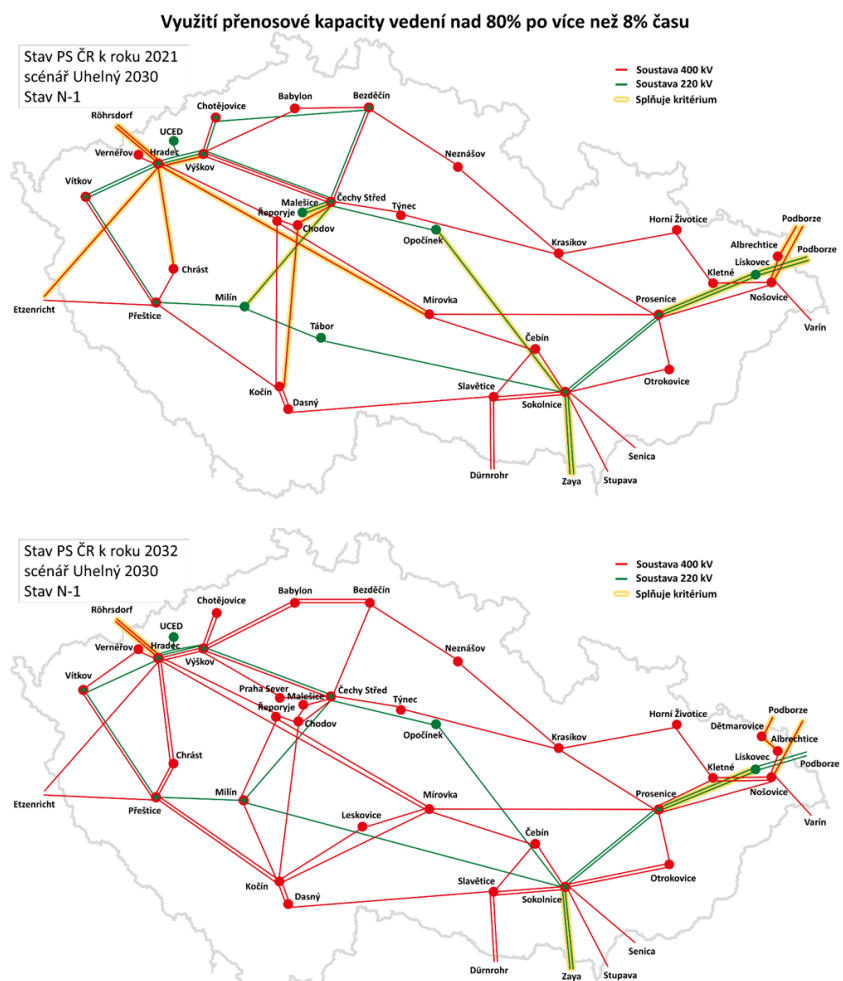 Využití přenosové kapacity vedení nad 80% po více než 8% času
Stav PS ČR k roku 2021
scénář Uhelný 2030
Stav N-1
Soustava 400 kV
Soustava 220 kV
Splňuje kritérium
Röhrsdorf
Chotějovice
Babylon
Bezděčín
UCED
Vernéřov
Hradec
Výškov
Neznášov
Vítkov
Malešice
Čechy Střed
Řeporyje
Chodov
Týnec
Opočínek
Horní Životice
Podborze
Albrechtice
Lískovec
Podborze
Krasíkov
Kletné
Nošovice
Chrást
Etzenricht
Přeštice
Milín
Mírovka
Prosenice
Varín
Tábor
Čebín
Otrokovice
Kočín
Dasný
Slavětice
Sokolnice
Dürnrohr
Zaya
Stupava
Senica
Stav PS ČR k roku 2032
scénář Uhelný 2030
Stav N-1
Soustava 400 kV
Soustava 220 kV
Splňuje kritérium
Röhrsdorf
Chotějovice
Babylon
Bezděčín
UCED
Vernéřov
Hradec
Výškov
Neznášov
Vítkov
Praha Sever
Malešice
Čechy Střed
Řeporyje
Chodov
Týnec
Opočínek
Horní Životice
Podborze
Dětmarovice
Albrechtice
Lískovec
Podborze
Krasíkov
Kletné
Nošovice
Chrást
Etzenricht
Přeštice
Milín
Mírovka
Prosenice
Varín
Leskovice
Čebín
Otrokovice
Kočín
Dasný
Slavětice
Sokolnice
Dürnrohr
Zaya
Stupava
Senica